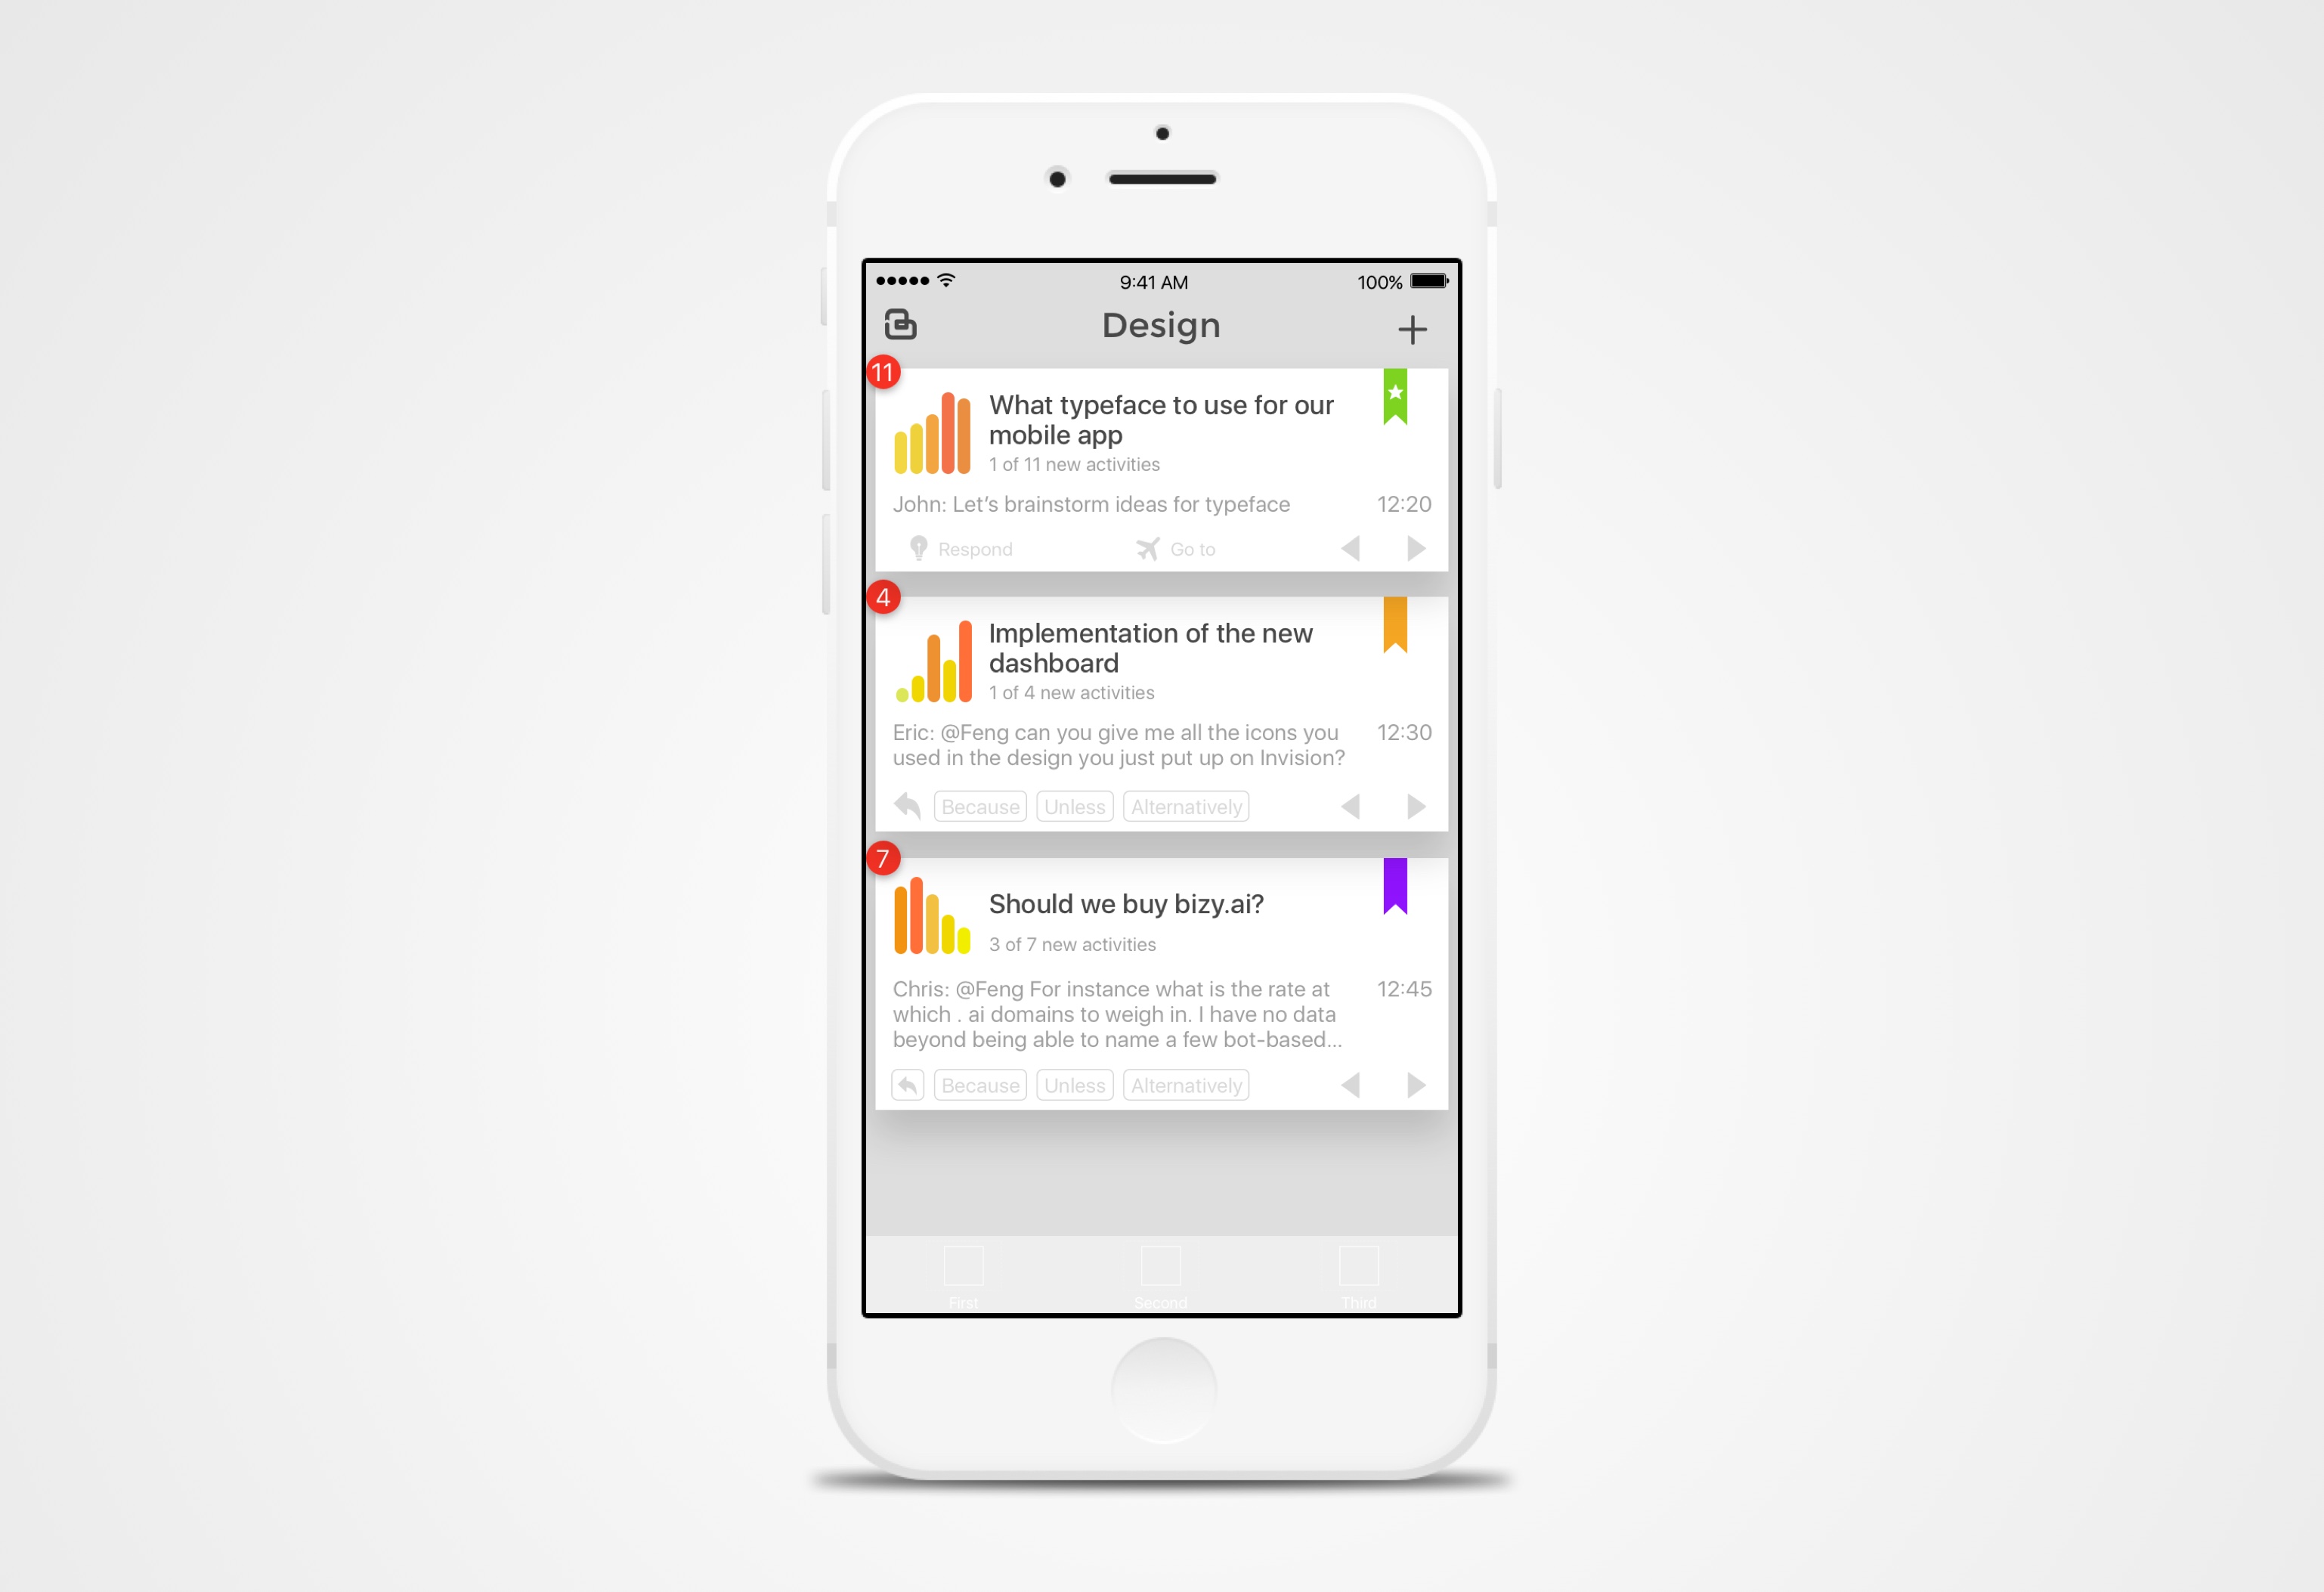 9:41 AM 100%
Design
11
What typeface to use for our
mobile app
1 of 11 new activities
John: Let’s brainstorm ideas for typeface 12:20
Respond Go to
4
Implementation of the new
dashboard
1 of 4 new activities
Eric: @Feng can you give me all the icons you 12:30
used in the design you just put up on Invision?
Because Unless Alternatively
7
Should we buy bizy.ai?
3 of 7 new activities
Chris: @Feng For instance what is the rate at 12:45
which . ai domains to weigh in. I have no data
beyond being able to name a few bot-based...
Because Unless Alternatively
First Second Third